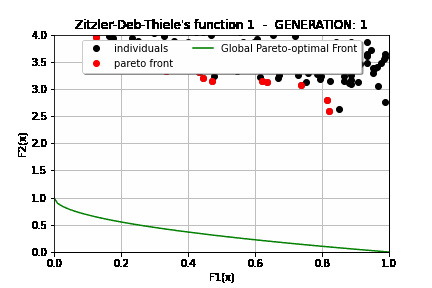 Zitzler-Deb-Thiele's function 1 - GENERATION: 1
individuals
pareto front
Global Pareto-optimal Front
F2(x)
4.0
3.5
3.0
2.5
2.0
1.5
1.0
0.5
0.0
0.0 0.2 0.4 0.6 0.8 1.0
F1(x)